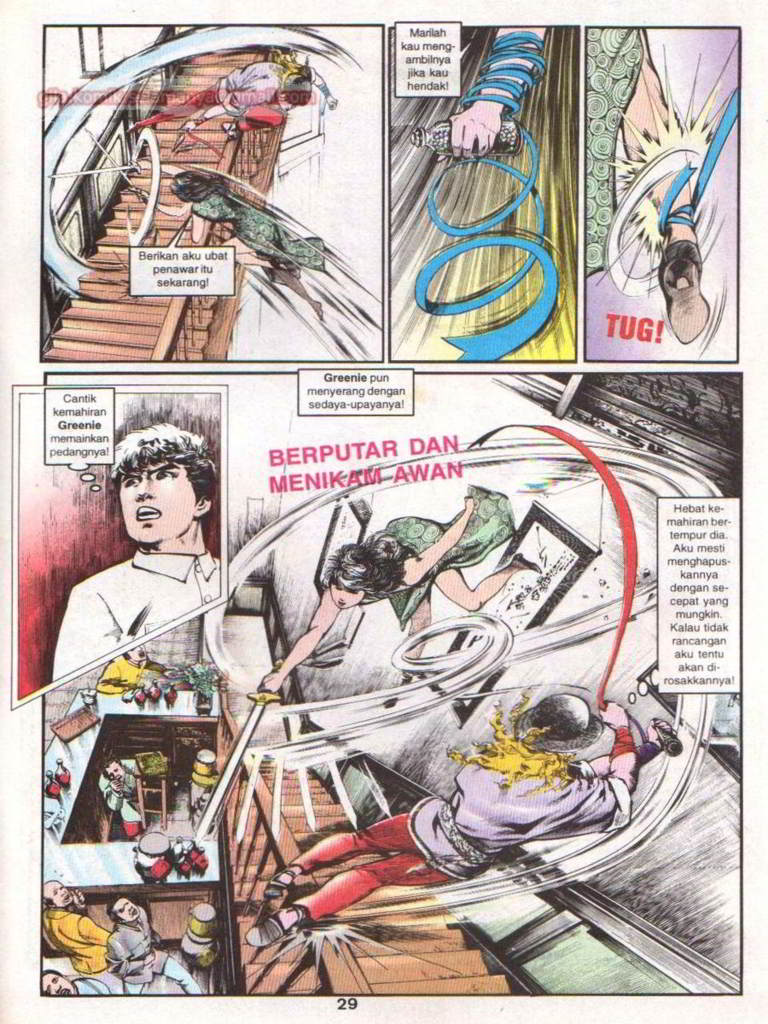 Berikan aku ubat
penawar itu
sekarang!
Marilah
kau meng-
ambilnya
jika kau
hendak!
TUG!
Cantik
kemahiran
Greenie
memainkan
pedangnya!
Greenie pun
menyerang dengan
sedaya-upayanya!
BERPUTAR DAN
MENIKAM AWAN
Hebat ke-
mahiran ber-
tempur dia.
Aku mesti
menghapus-
kannya
dengan se-
cepat yang
mungkin.
Kalau tidak
rancangan
aku tentu
akan di-
rosakkannya!
29